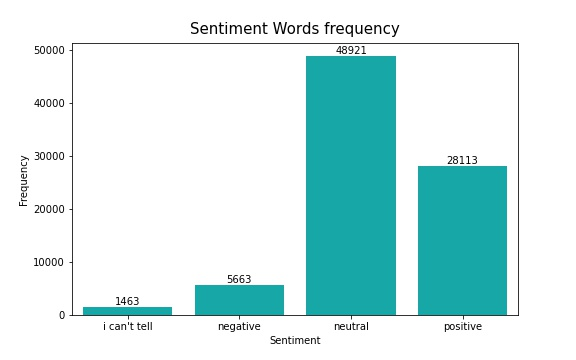 Sentiment Words frequency
50000
40000
30000
20000
10000
0
Frequency
1463
5663
48921
28113
i can't tell
negative
neutral
positive
Sentiment